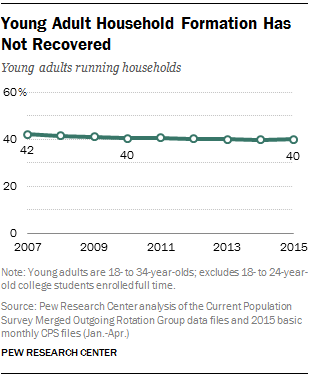 Young Adult Household Formation Has
Not Recovered
Young adults running households
60%
40
42
40
40
20
0
2007
2009
2011
2013
2015
Note: Young adults are 18- to 34-year-olds; excludes 18- to 24-year-
old college students enrolled full time.
Source: Pew Research Center analysis of the Current Population
Survey Merged Outgoing Rotation Group data files and 2015 basic
monthly CPS files (Jan.-Apr.)
PEW RESEARCH CENTER